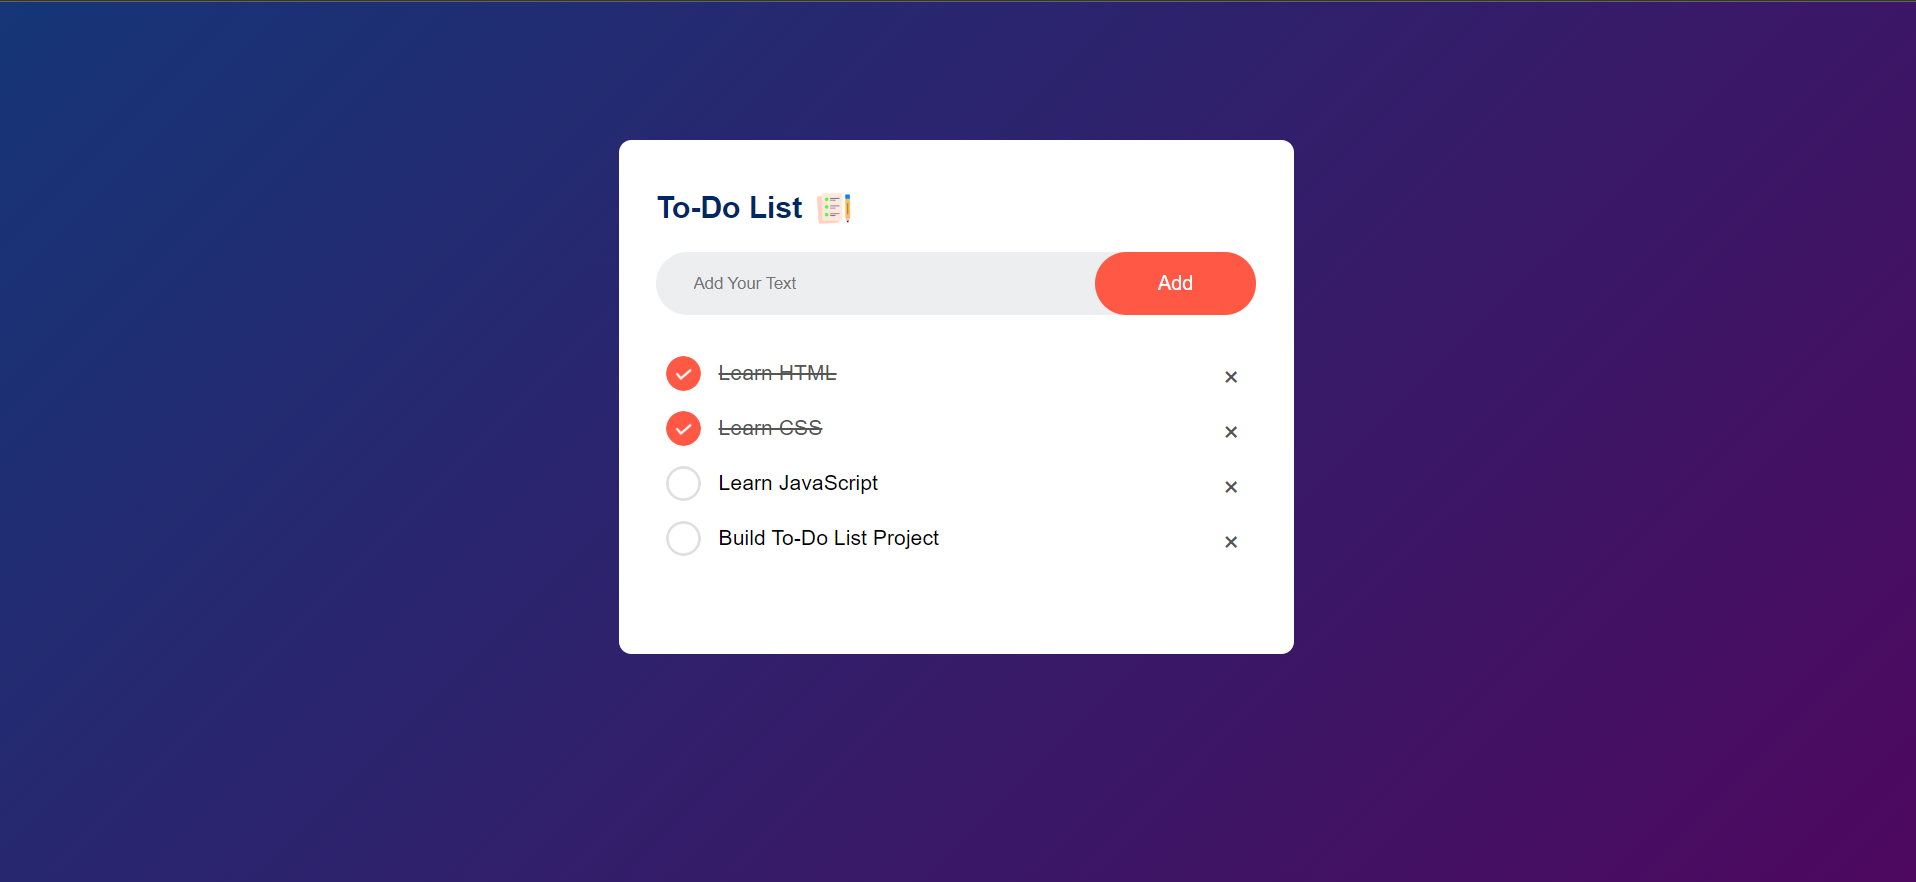 To-Do List
Add Your Text
Add
Learn HTML
Learn CSS
Learn JavaScript
Build To-Do List Project